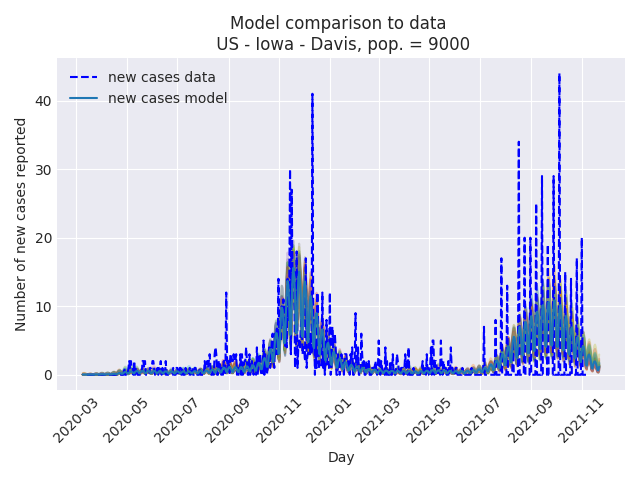 Model comparison to data
US - Iowa - Davis, pop. = 9000
new cases data
new cases model
Number of new cases reported
40
30
20
10
0
2020-03
2020-05
2020-07
2020-09
2020-11
2021-01
2021-03
2021-05
2021-07
2021-09
2021-11
Day